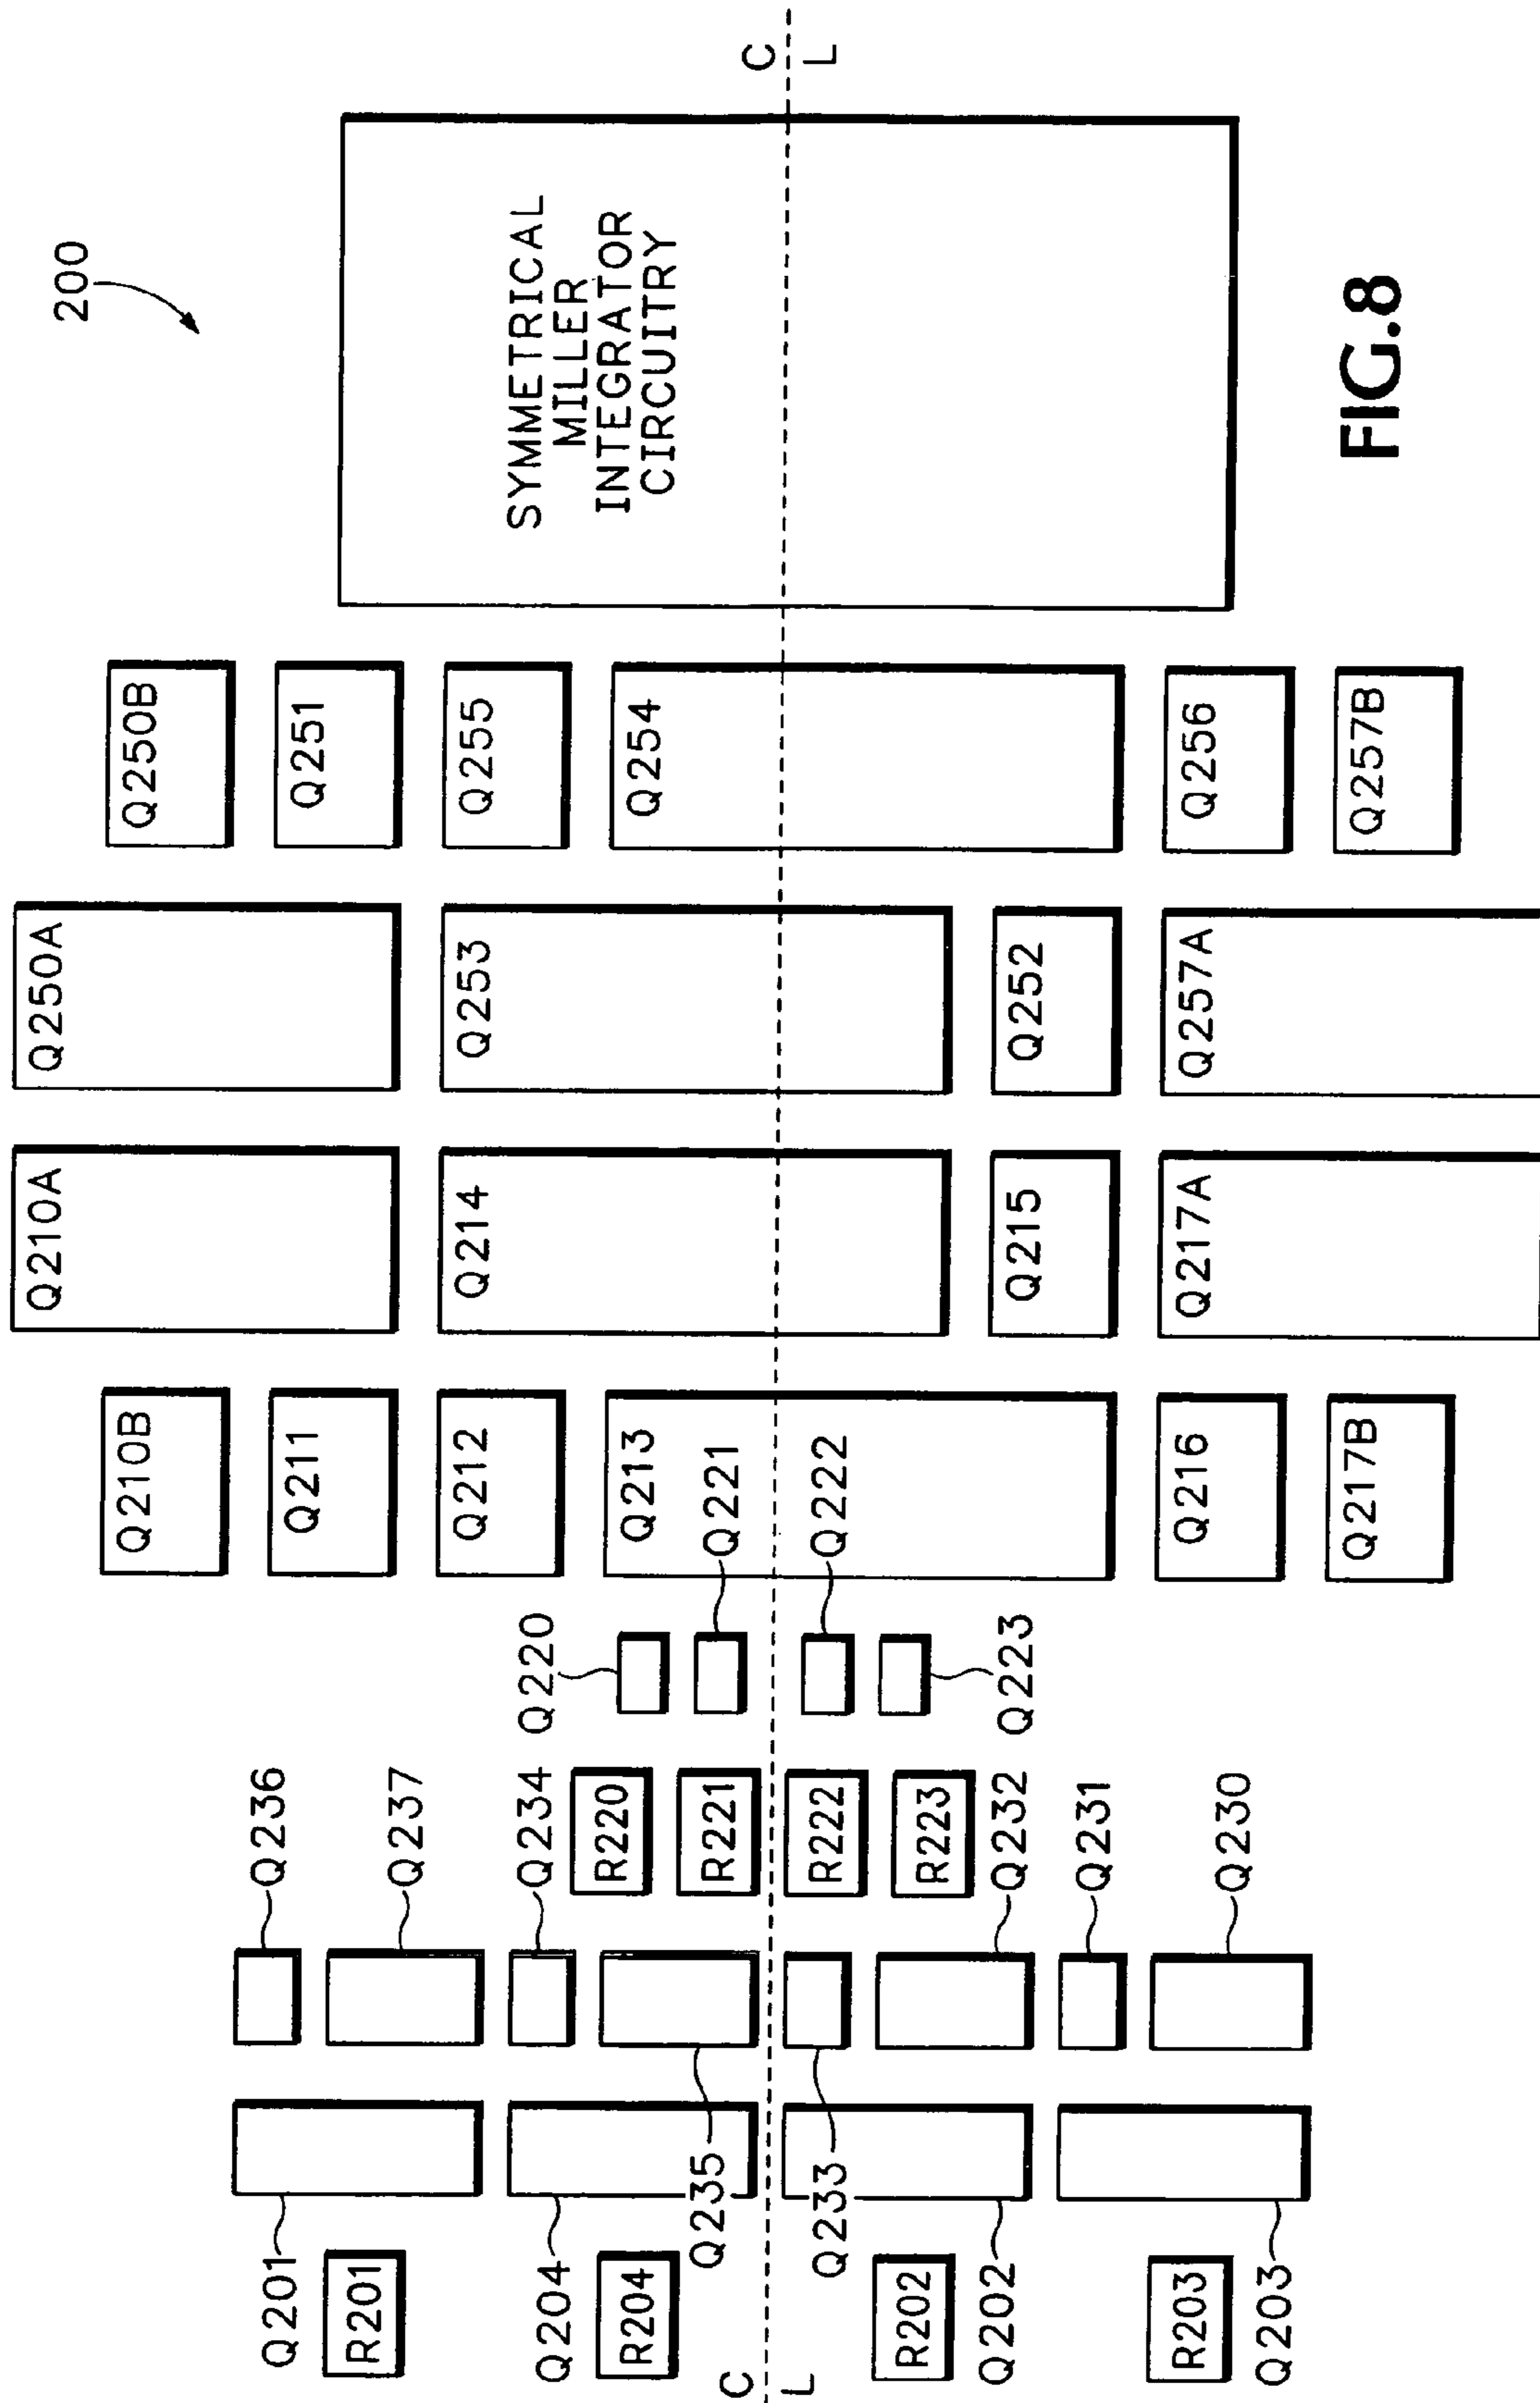 200
C
L
SYMMETRICAL
MILLER
INTEGRATOR
CIRCUITRY
Q250B
Q251
Q255
Q254
Q256
Q257B
Q250A
Q253
Q252
Q257A
Q210A
Q214
Q215
Q217A
Q210B
Q211
Q212
Q213
Q221
Q222
Q216
Q217B
Q220
Q223
Q236
Q237
Q234
R220
R221
R222
R223
Q232
Q231
Q230
Q201
R201
Q204
R204
Q235
Q233
R202
Q202
R203
Q203
C
L
FIG.8